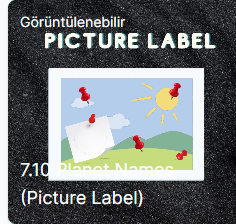 Görüntülenebilir
PICTURE LABEL
7.10 Planet Names
(Picture Label)